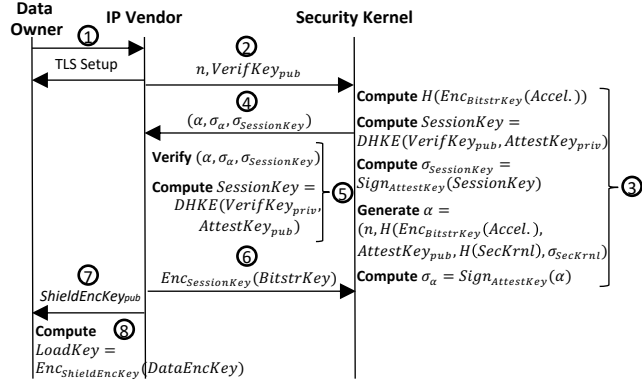 Data Owner
IP Vendor
Security Kernel
①
TLS Setup
②
n, VerifKey_pub
Compute H(Enc_BitstrKey(Accel.))
Compute SessionKey =
DHKE(VerifKey_pub, AttestKey_priv)
Compute σ_SessionKey =
Sign_AttestKey(SessionKey)
Generate α =
(n, H(Enc_BitstrKey(Accel.),
AttestKey_pub, H(SecKrnl), σ_SecKrnl)
Compute σ_α = Sign_AttestKey(α)
③
④
(α, σ_α, σ_SessionKey)
Verify (α, σ_α, σ_SessionKey)
Compute SessionKey =
DHKE(VerifKey_priv,
AttestKey_pub)
⑤
⑥
Enc_SessionKey(BitstrKey)
⑦
ShieldEncKey_pub
⑧
Compute
LoadKey =
Enc_ShieldEncKey(DataEncKey)